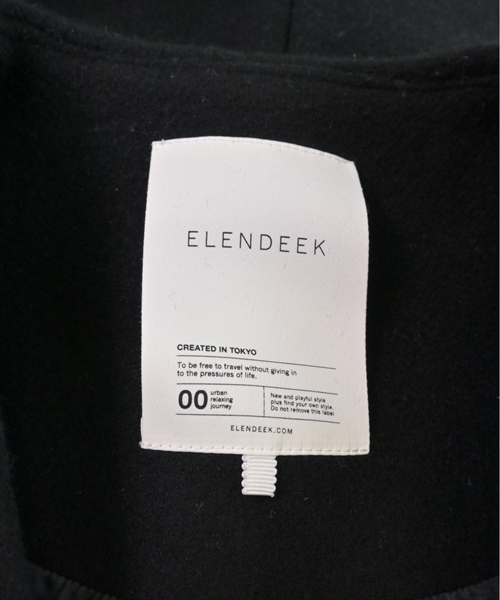 ELENDEEK
CREATED IN TOKYO
To be free to travel without giving in
to the pressures of life.
00
urban
relaxing
journey
New and playful style
plus find your own style.
Do not remove this label
ELENDEEK.COM